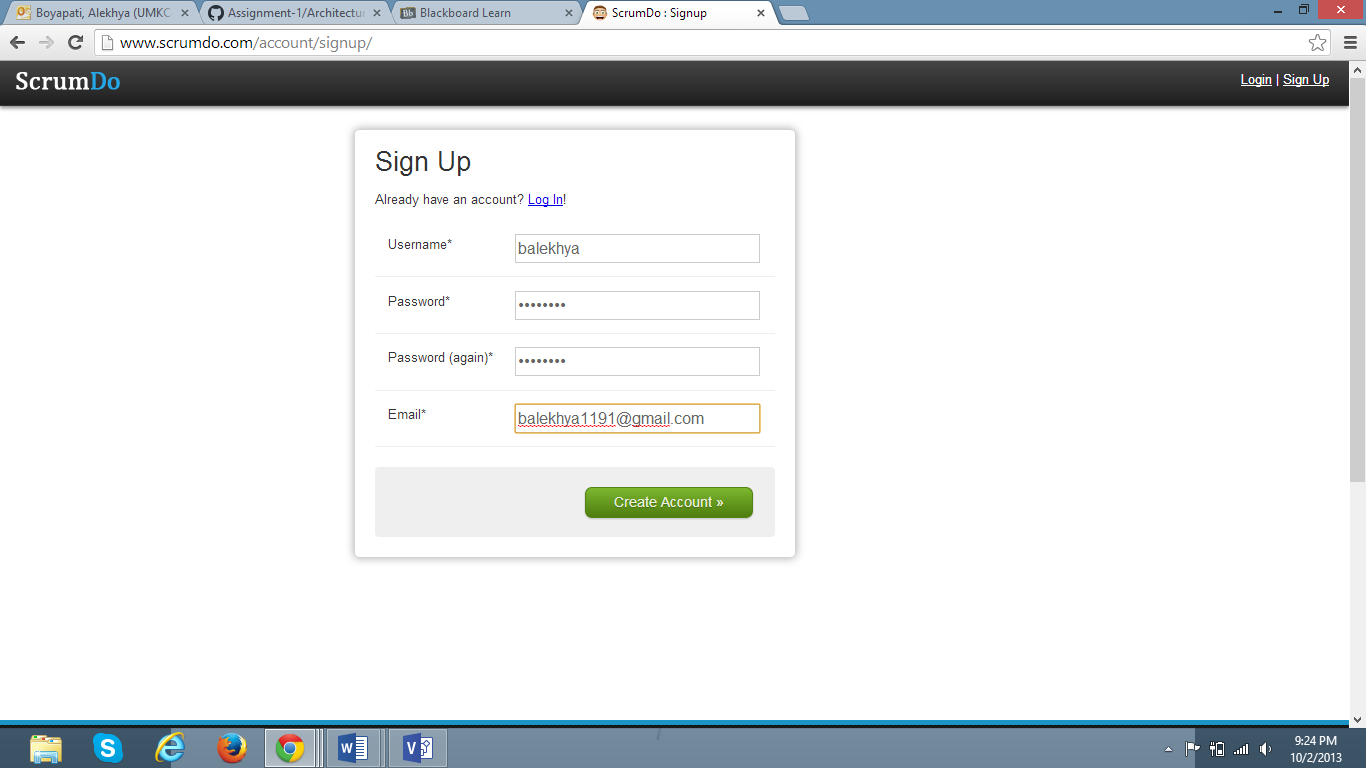 Boyapati, Alekhya (UMKC
Assignment-1/Architectur
Bb Blackboard Learn
ScrumDo : Signup
www.scrumdo.com/account/signup/
ScrumDo
Login | Sign Up
Sign Up
Already have an account? Log In!
Username* balekhya
Password* ••••••••
Password (again)* ••••••••
Email* balekhya1191@gmail.com
Create Account »
9:24 PM
10/2/2013